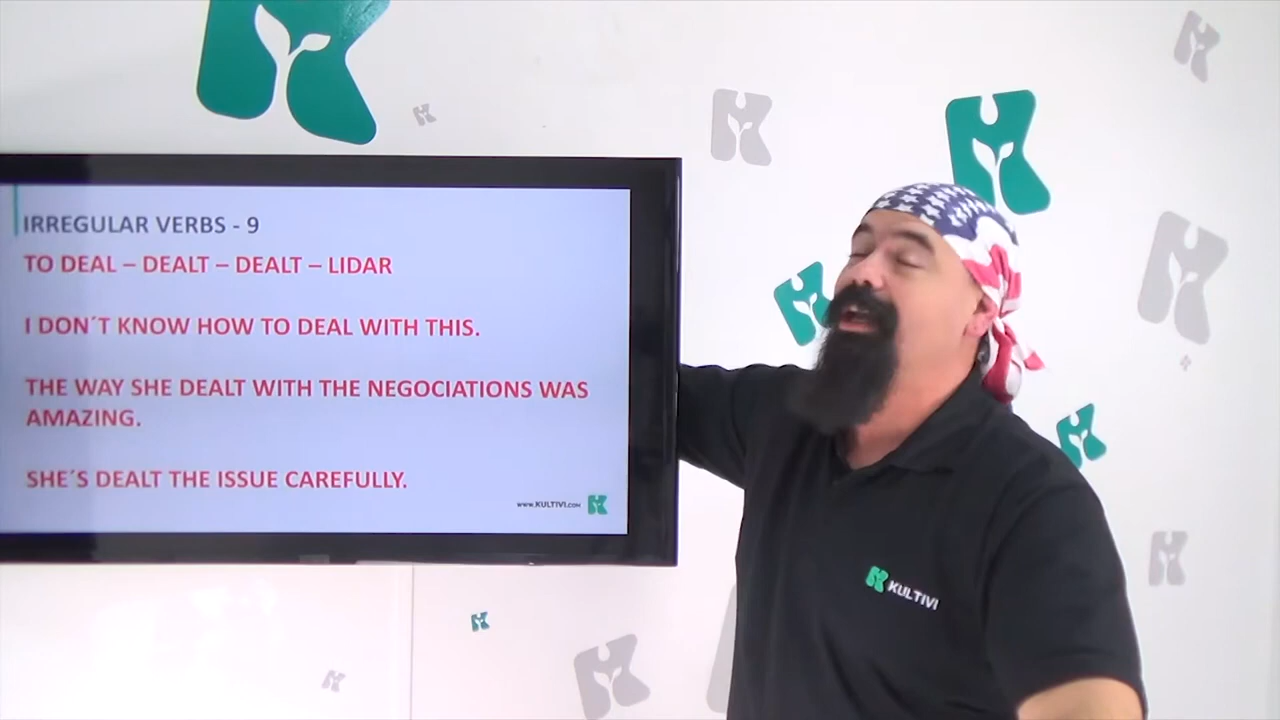 IRREGULAR VERBS - 9
TO DEAL – DEALT – DEALT – LIDAR
I DON´T KNOW HOW TO DEAL WITH THIS.
THE WAY SHE DEALT WITH THE NEGOCIATIONS WAS
AMAZING.
SHE´S DEALT THE ISSUE CAREFULLY.
www.KULTIVI.com
KULTIVI